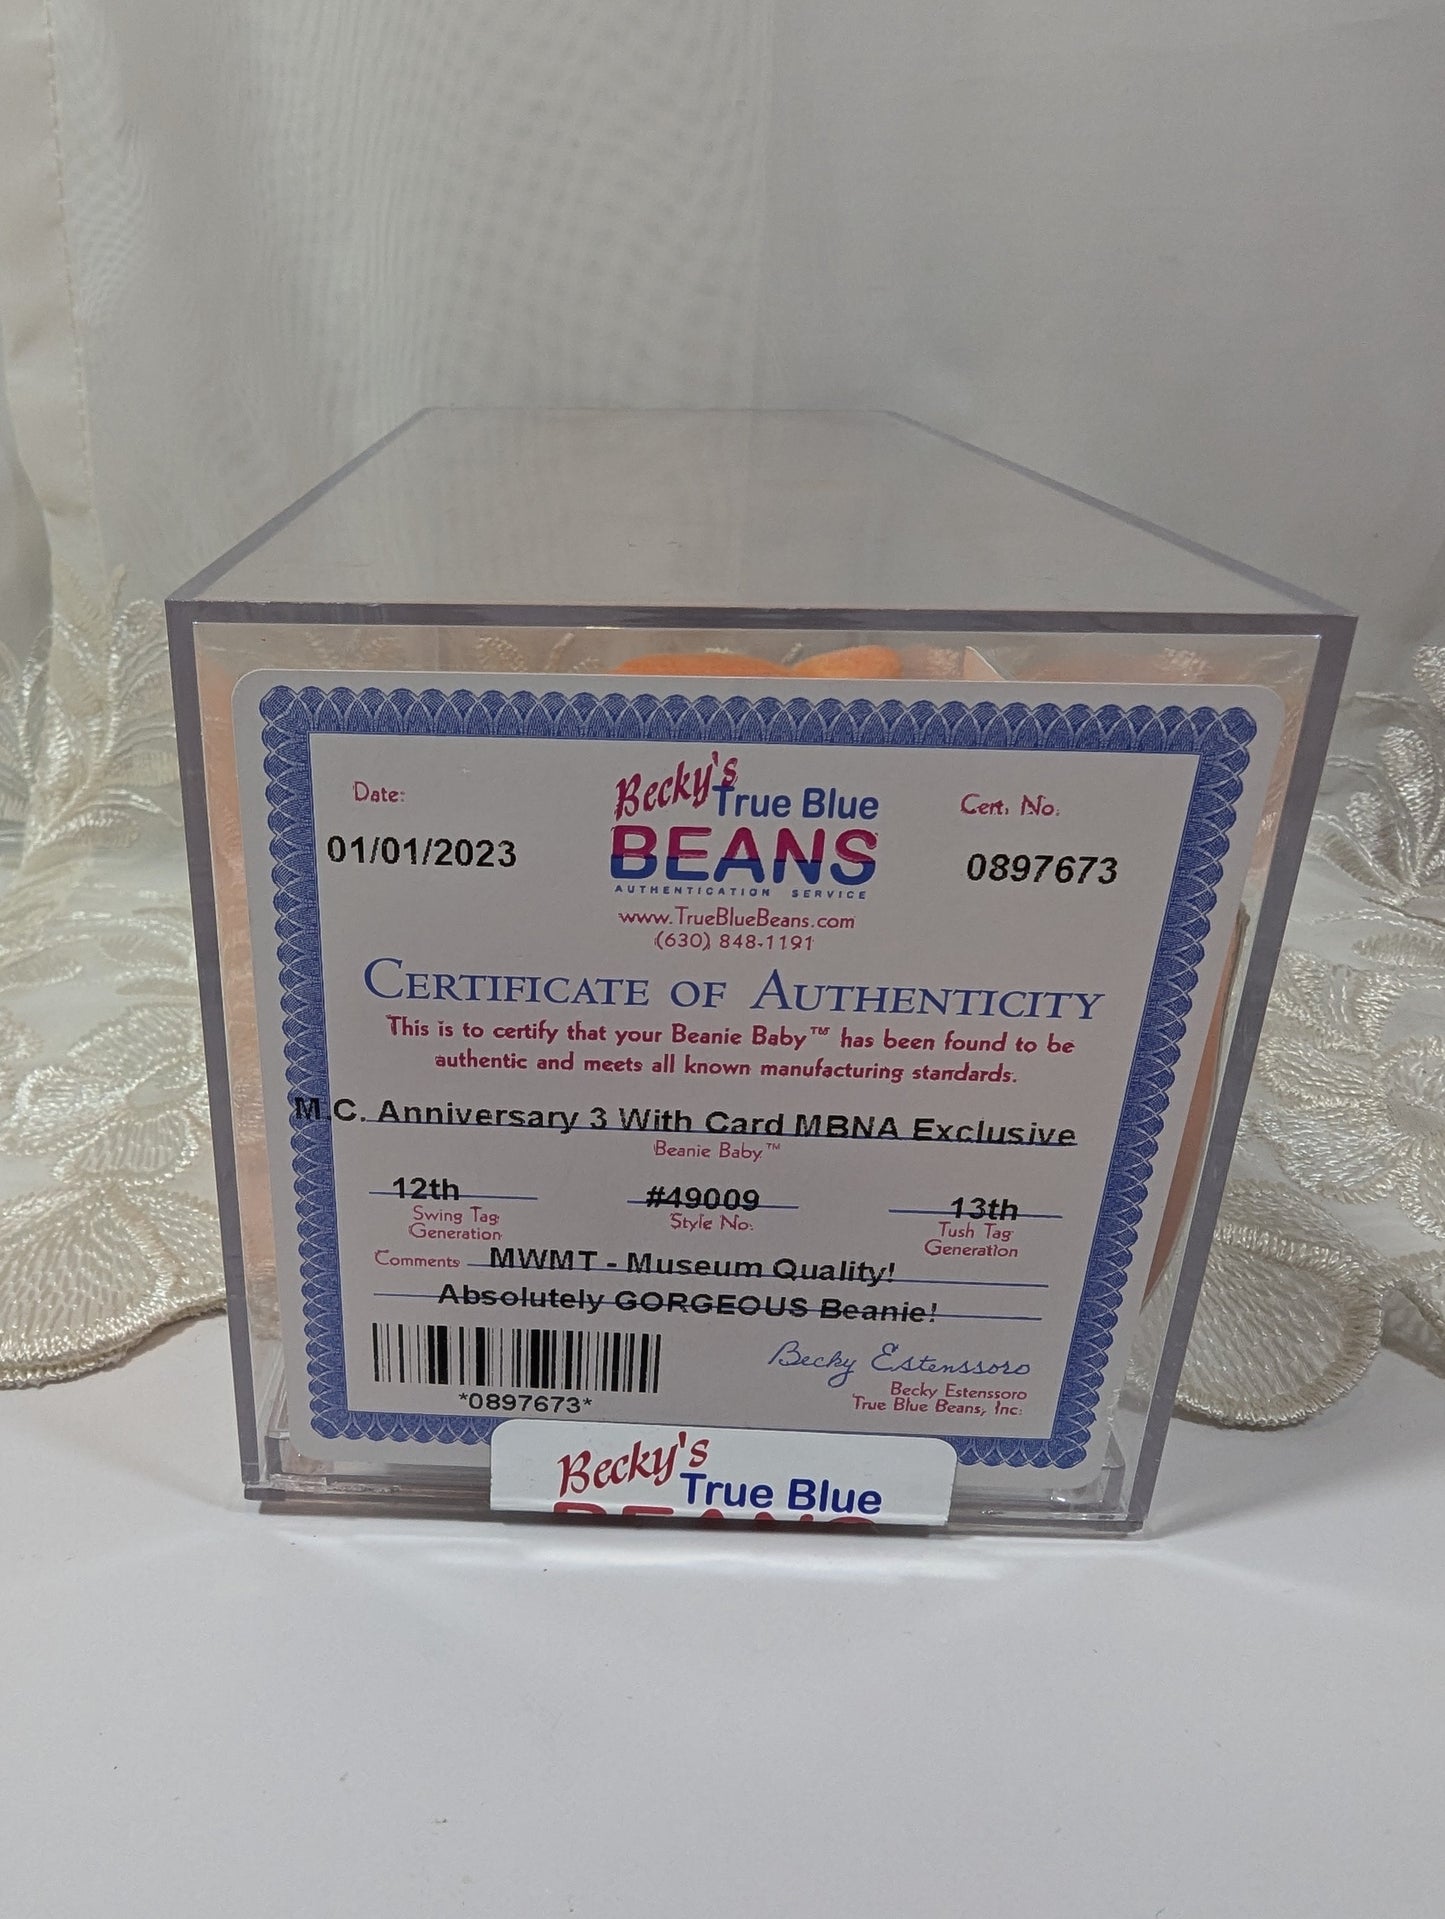 Date:
01/01/2023
Becky's
True Blue
BEANS
AUTHENTICATION SERVICE
www.TrueBlueBeans.com
(630) 848-1191
Cert. No.
0897673
CERTIFICATE OF AUTHENTICITY
This is to certify that your Beanie Baby™ has been found to be
authentic and meets all known manufacturing standards.
M.C. Anniversary 3 With Card MBNA Exclusive
Beanie Baby™
12th
Swing Tag
Generation
#49009
Style No.
13th
Tush Tag
Generation
Comments MWMT - Museum Quality!
Absolutely GORGEOUS Beanie!
*0897673*
Becky Estenssoro
Becky Estenssoro
True Blue Beans, Inc.
Becky's
True Blue
BEANS